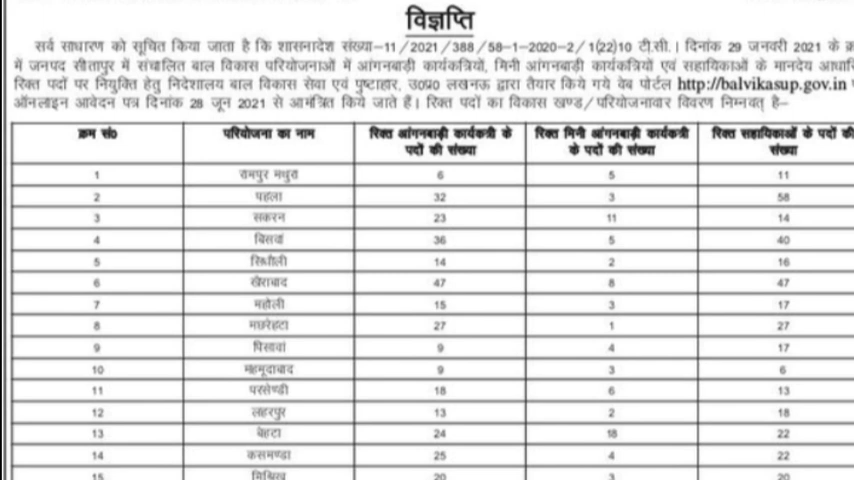 विज्ञप्ति
सर्व साधारण को सूचित किया जाता है कि शासनादेश संख्या-11/2021/388/58-1-2020-2/1(22)10 टी.सी.। दिनांक 29 जनवरी 2021 के
में जनपद सीतापुर में संचालित बाल विकास परियोजनाओं में आंगनबाड़ी कार्यकत्रियों, मिनी आंगनबाड़ी कार्यकत्रियों एवं सहायिकाओं के मानदेय
रिक्त पदों पर नियुक्ति हेतु निदेशालय बाल विकास सेवा एवं पुष्टाहार, उ0प्र0 लखनऊ द्वारा तैयार किये गये वेब पोर्टल http://balvikasup.gov.in
ऑनलाइन आवेदन पत्र दिनांक 28 जून 2021 से आमंत्रित किये जाते हैं। रिक्त पदों का विकास खण्ड/परियोजनावार विवरण निम्नवत् है-
क्रम सं0 परियोजना का नाम रिक्त आंगनबाड़ी कार्यकत्री के पदों की संख्या रिक्त मिनी आंगनबाड़ी कार्यकत्री के पदों की संख्या रिक्त सहायिकाओं के पदों की संख्या
1 रामपुर मथुरा 6 5 11
2 पहला 32 3 58
3 सकरन 23 11 14
4 बिसवां 36 5 40
5 सिधौली 14 2 16
6 खैराबाद 47 8 47
7 महोली 15 3 17
8 मछरेहटा 27 1 27
9 पिसावां 9 4 17
10 महमूदाबाद 9 3 6
11 परसेण्डी 18 6 13
12 लहरपुर 13 2 18
13 बेहटा 24 18 22
14 कसमण्डा 25 4 22
15 मिश्रिख 20 3 20